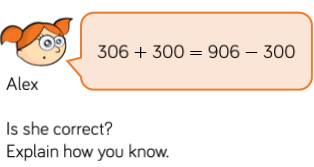 306 + 300 = 906 − 300
Alex
Is she correct?
Explain how you know.